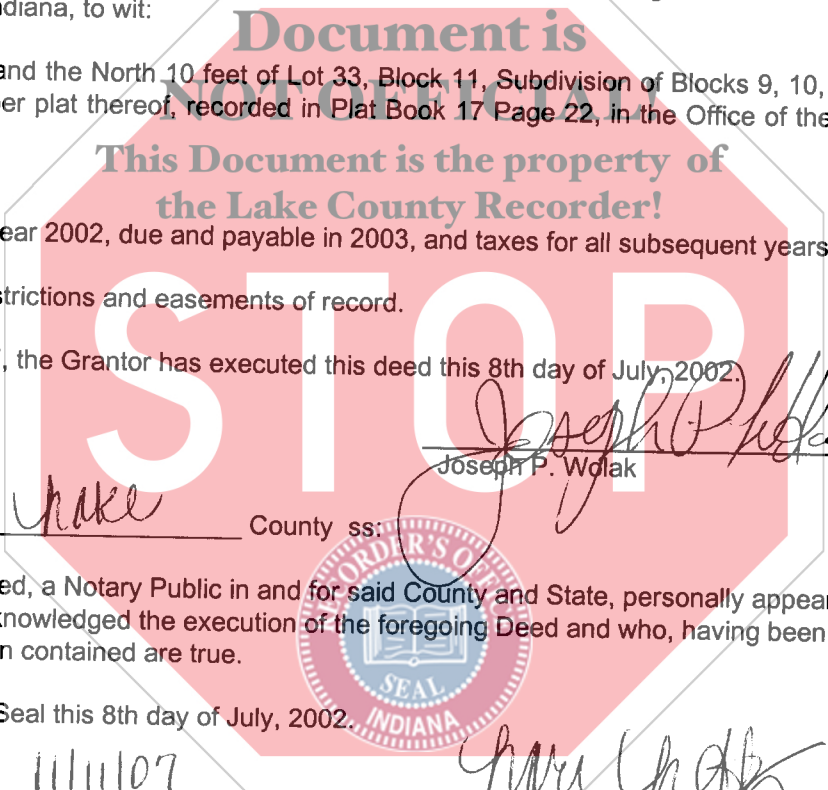 diana, to wit:
Document is
and the North 10 feet of Lot 33, Block 11, Subdivision of Blocks 9, 10,
NOT OFFICIAL
er plat thereof, recorded in Plat Book 17 Page 22, in the Office of the
This Document is the property of
the Lake County Recorder!
ear 2002, due and payable in 2003, and taxes for all subsequent years
STOP
strictions and easements of record.
, the Grantor has executed this deed this 8th day of July, 2002.
Joseph P.
Joseph P. Wolak
Lake County ss:
RECORDER'S OFFICE
ed, a Notary Public in and for said County and State, personally appear
knowledged the execution of the foregoing Deed and who, having been
n contained are true.
SEAL
INDIANA
Seal this 8th day of July, 2002.
11/11/07